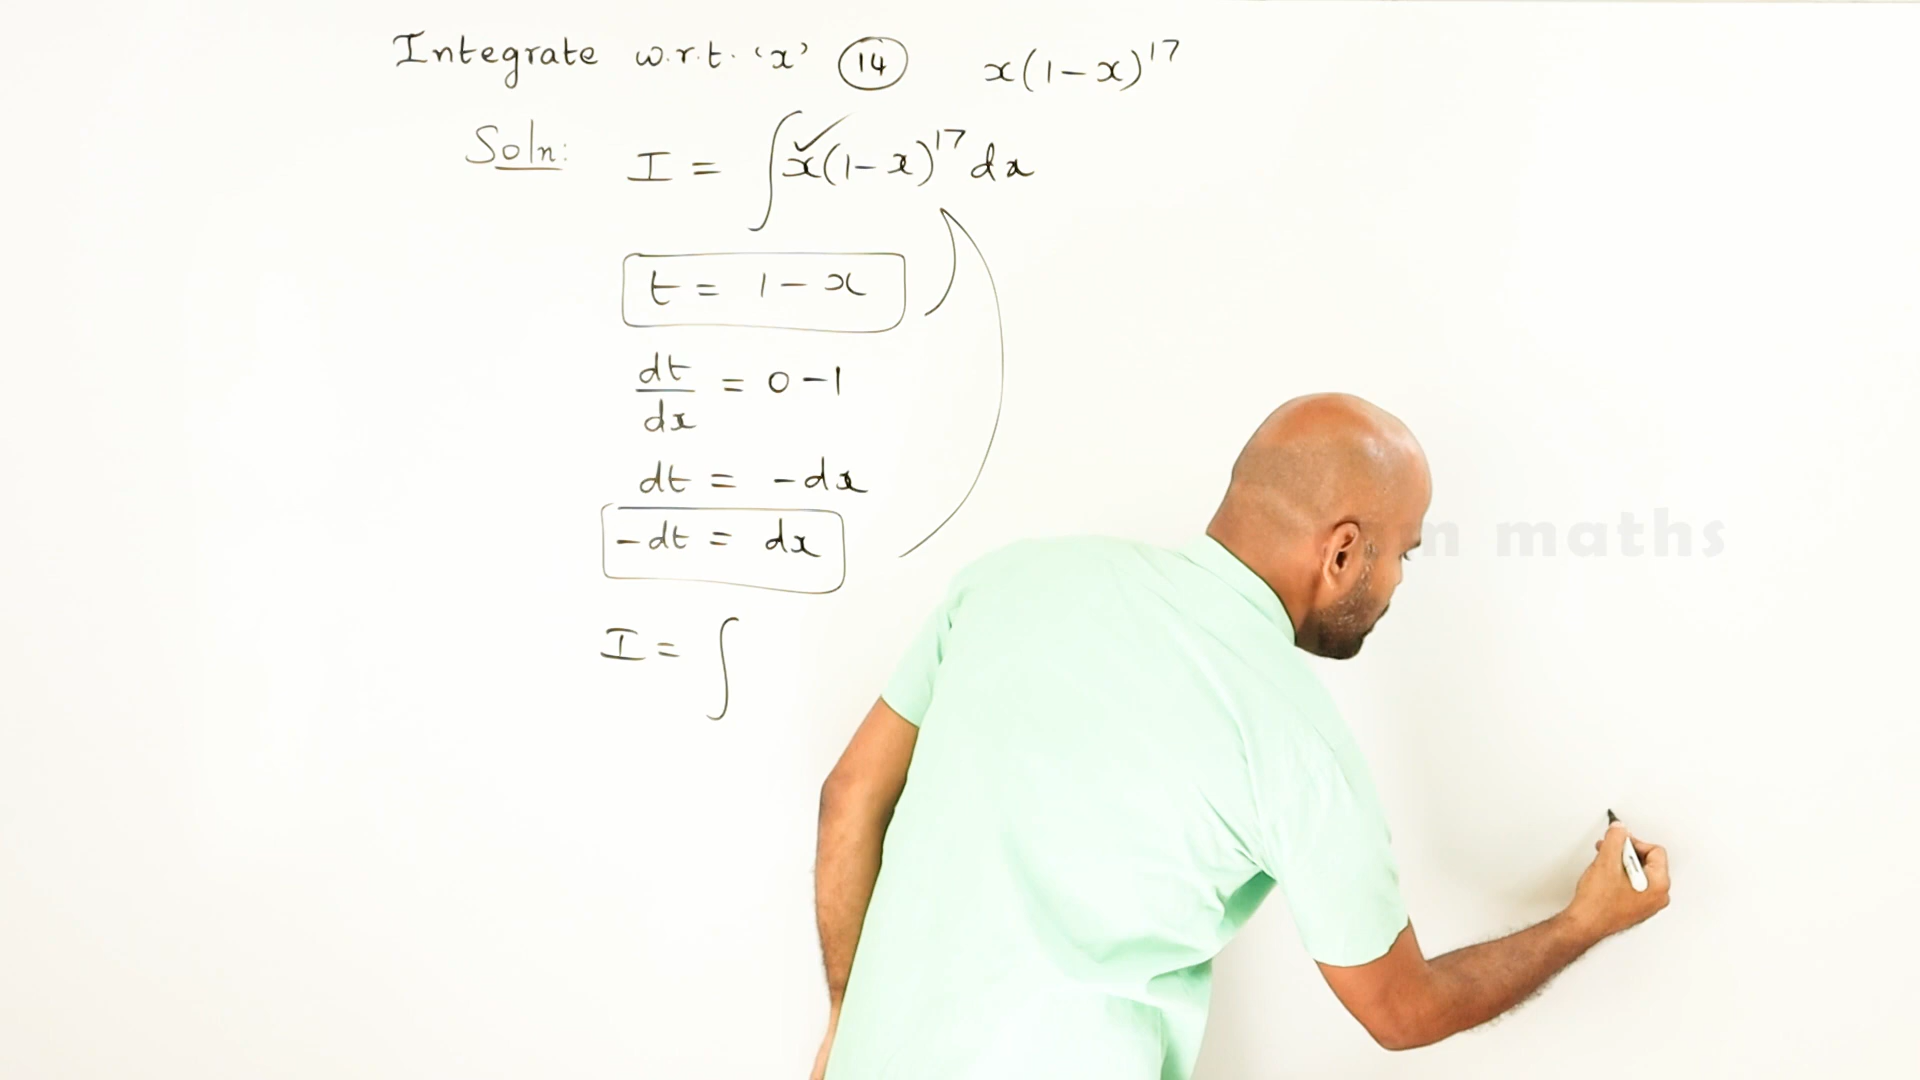 Integrate w.r.t. 'x' 14 x(1-x)^17
Soln: I = ∫x(1-x)^17 dx
t = 1-x
dt/dx = 0-1
dt = -dx
-dt = dx
I = ∫
maths